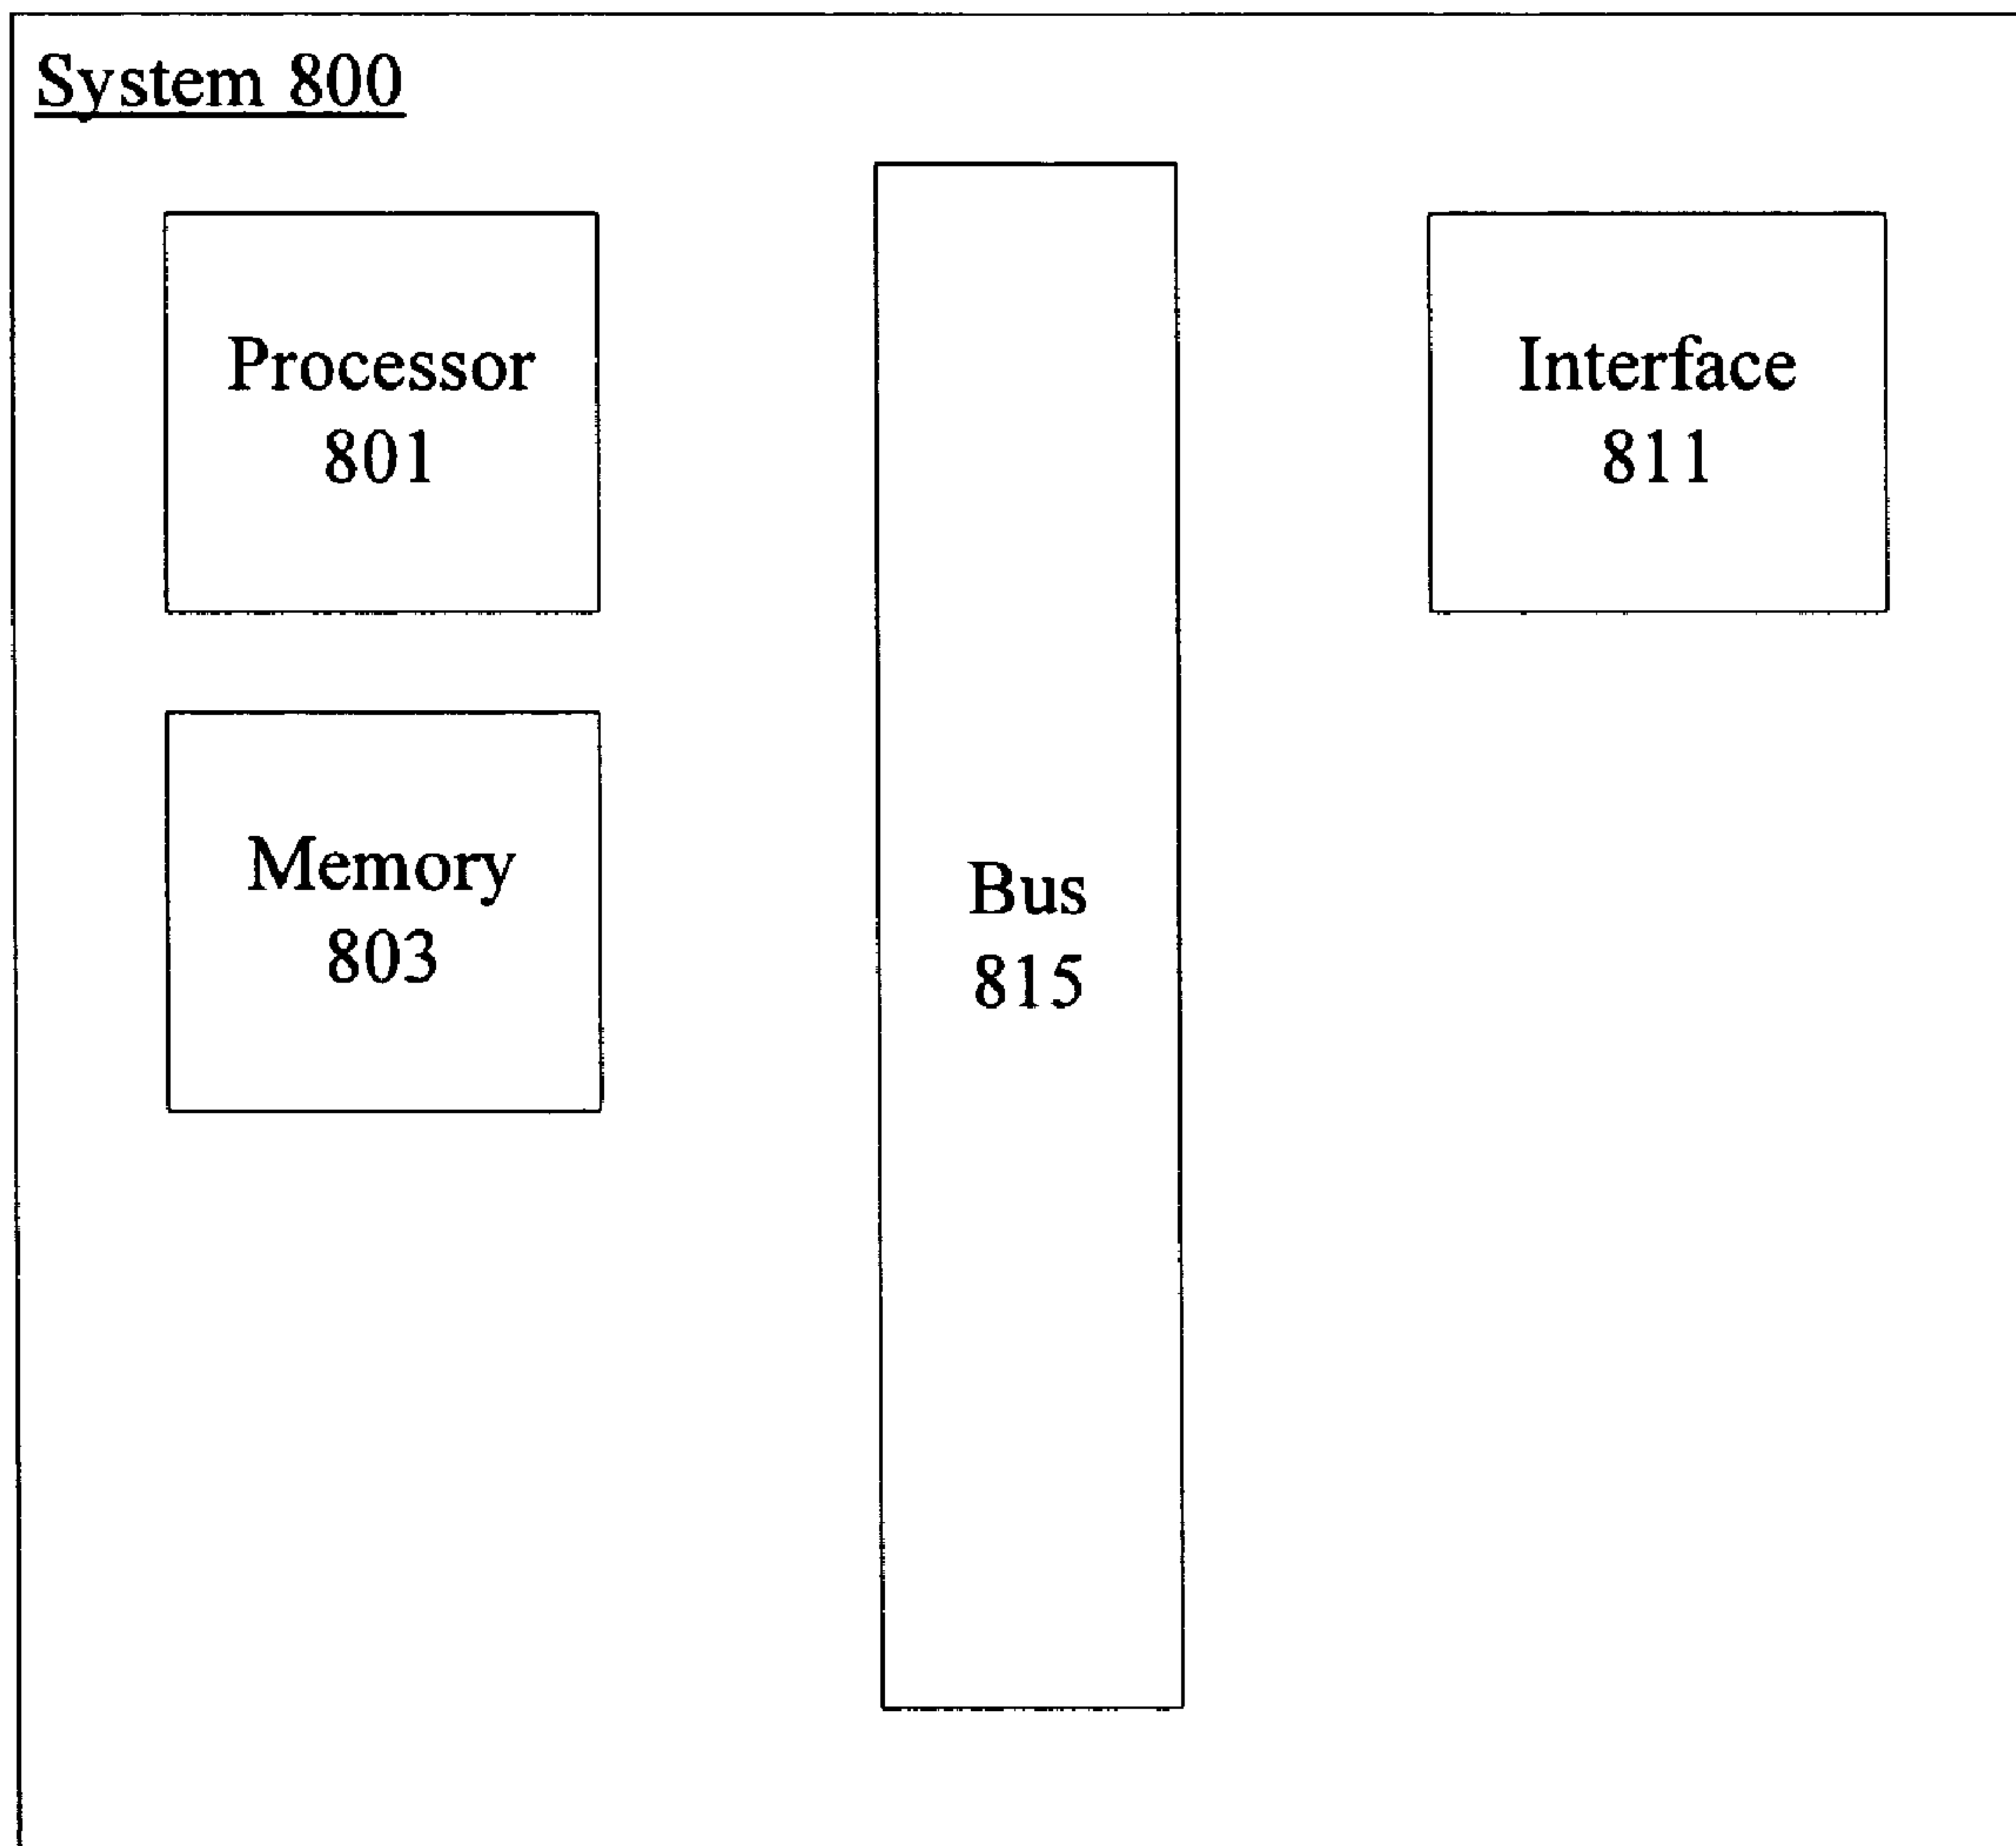 System 800
Processor
801
Interface
811
Memory
803
Bus
815